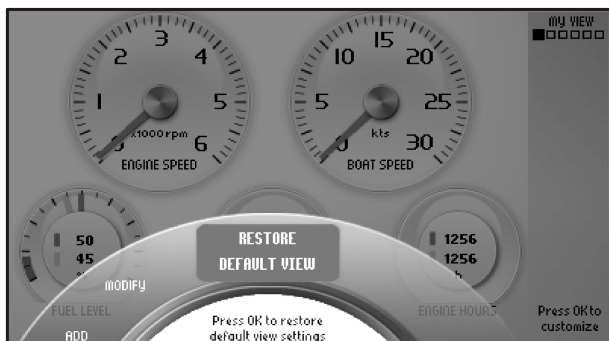 MY VIEW
3
2
4
1
5
0
6
x1000 rpm
ENGINE SPEED
15
10
20
5
25
0
30
kts
BOAT SPEED
50
45
FUEL LEVEL
1256
1256
h
ENGINE HOURS
RESTORE
DEFAULT VIEW
MODIFY
ADD
Press OK to restore
default view settings
Press OK to
customize